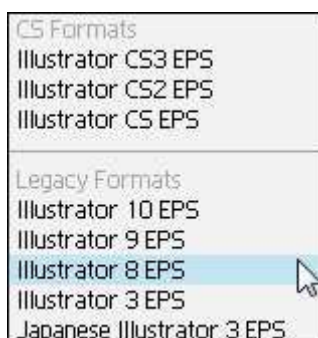 CS Formats
Illustrator CS3 EPS
Illustrator CS2 EPS
Illustrator CS EPS
Legacy Formats
Illustrator 10 EPS
Illustrator 9 EPS
Illustrator 8 EPS
Illustrator 3 EPS
Japanese Illustrator 3 EPS